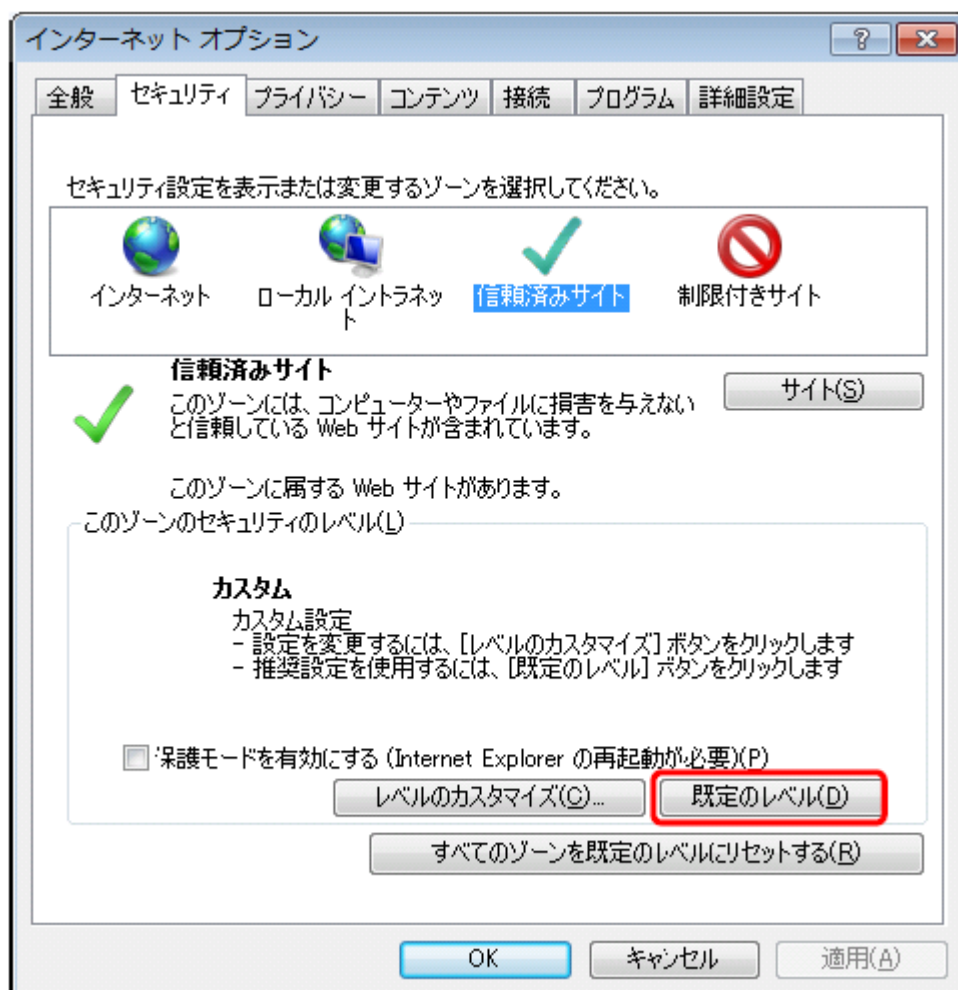 インターネット オプション
?
全般 セキュリティ プライバシー コンテンツ 接続 プログラム 詳細設定
セキュリティ設定を表示または変更するゾーンを選択してください。
インターネット ローカル イントラネッ 信頼済みサイト 制限付きサイト
ト
信頼済みサイト
サイト(S)
このゾーンには、コンピューターやファイルに損害を与えない
と信頼している Web サイトが含まれています。
このゾーンに属する Web サイトがあります。
このゾーンのセキュリティのレベル(L)
カスタム
カスタム設定
- 設定を変更するには、[レベルのカスタマイズ] ボタンをクリックします
- 推奨設定を使用するには、[既定のレベル] ボタンをクリックします
保護モードを有効にする (Internet Explorer の再起動が必要)(P)
レベルのカスタマイズ(C)... 既定のレベル(D)
すべてのゾーンを既定のレベルにリセットする(R)
OK キャンセル 適用(A)